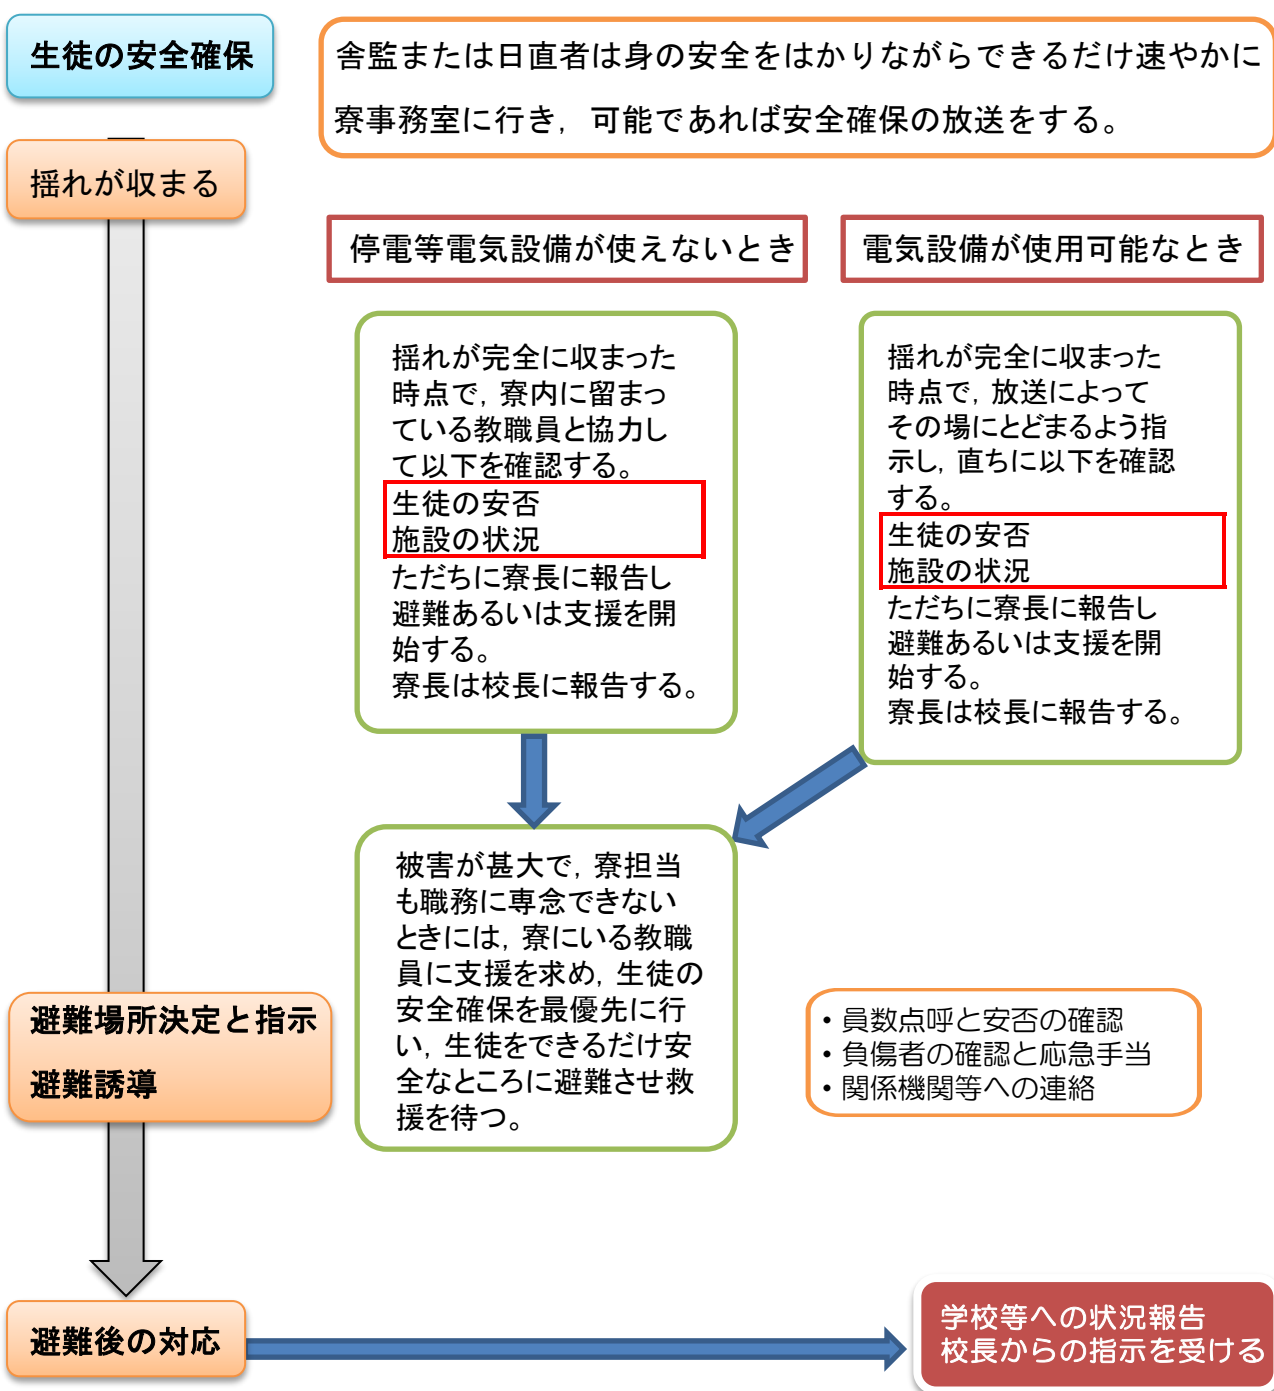 生徒の安全確保
舎監または日直者は身の安全をはかりながらできるだけ速やかに
寮事務室に行き，可能であれば安全確保の放送をする。
揺れが収まる
停電等電気設備が使えないとき
電気設備が使用可能なとき
揺れが完全に収まった
時点で，寮内に留まっ
ている教職員と協力し
て以下を確認する。
生徒の安否
施設の状況
ただちに寮長に報告し
避難あるいは支援を開
始する。
寮長は校長に報告する。
揺れが完全に収まった
時点で，放送によって
その場にとどまるよう指
示し，直ちに以下を確認
する。
生徒の安否
施設の状況
ただちに寮長に報告し
避難あるいは支援を開
始する。
寮長は校長に報告する。
被害が甚大で，寮担当
も職務に専念できない
ときには，寮にいる教職
員に支援を求め，生徒の
安全確保を最優先に行
い，生徒をできるだけ安
全なところに避難させ救
援を待つ。
避難場所決定と指示
避難誘導
・員数点呼と安否の確認
・負傷者の確認と応急手当
・関係機関等への連絡
避難後の対応
学校等への状況報告
校長からの指示を受ける